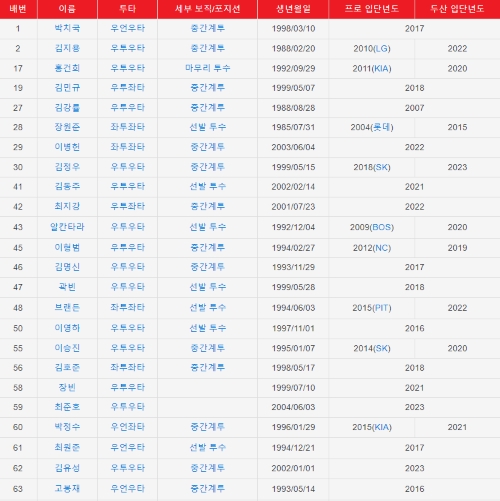 배번 이름 투타 세부 보직/포지션 생년월일 프로 입단년도 두산 입단년도
1 박치국 우언우타 중간계투 1998/03/10 2017
2 김지용 우투우타 중간계투 1988/02/20 2010(LG) 2022
17 홍건희 우투우타 마무리 투수 1992/09/29 2011(KIA) 2020
19 김민규 우투좌타 중간계투 1999/05/07 2018
27 김강률 우투우타 중간계투 1988/08/28 2007
28 장원준 좌투좌타 선발 투수 1985/07/31 2004(롯데) 2015
29 이병헌 좌투좌타 중간계투 2003/06/04 2022
30 김정우 우투우타 중간계투 1999/05/15 2018(SK) 2023
41 김동주 우투우타 선발 투수 2002/02/14 2021
42 최지강 우투좌타 중간계투 2001/07/23 2022
43 알칸타라 우투우타 선발 투수 1992/12/04 2009(BOS) 2020
45 이형범 우투우타 중간계투 1994/02/27 2012(NC) 2019
46 김명신 우투우타 중간계투 1993/11/29 2017
47 곽빈 우투우타 선발 투수 1999/05/28 2018
48 브랜든 좌투좌타 선발 투수 1994/06/03 2015(PIT) 2022
50 이영하 우투우타 선발 투수 1997/11/01 2016
55 이승진 우투우타 중간계투 1995/01/07 2014(SK) 2020
56 김호준 좌투좌타 중간계투 1998/05/17 2018
58 장빈 우투우타 1999/07/10 2021
59 최준호 우투우타 2004/06/03 2023
60 박정수 우언좌타 중간계투 1996/01/29 2015(KIA) 2021
61 최원준 우언우타 선발 투수 1994/12/21 2017
62 김유성 우투우타 중간계투 2002/01/01 2023
63 고봉재 우언우타 중간계투 1993/05/14 2016